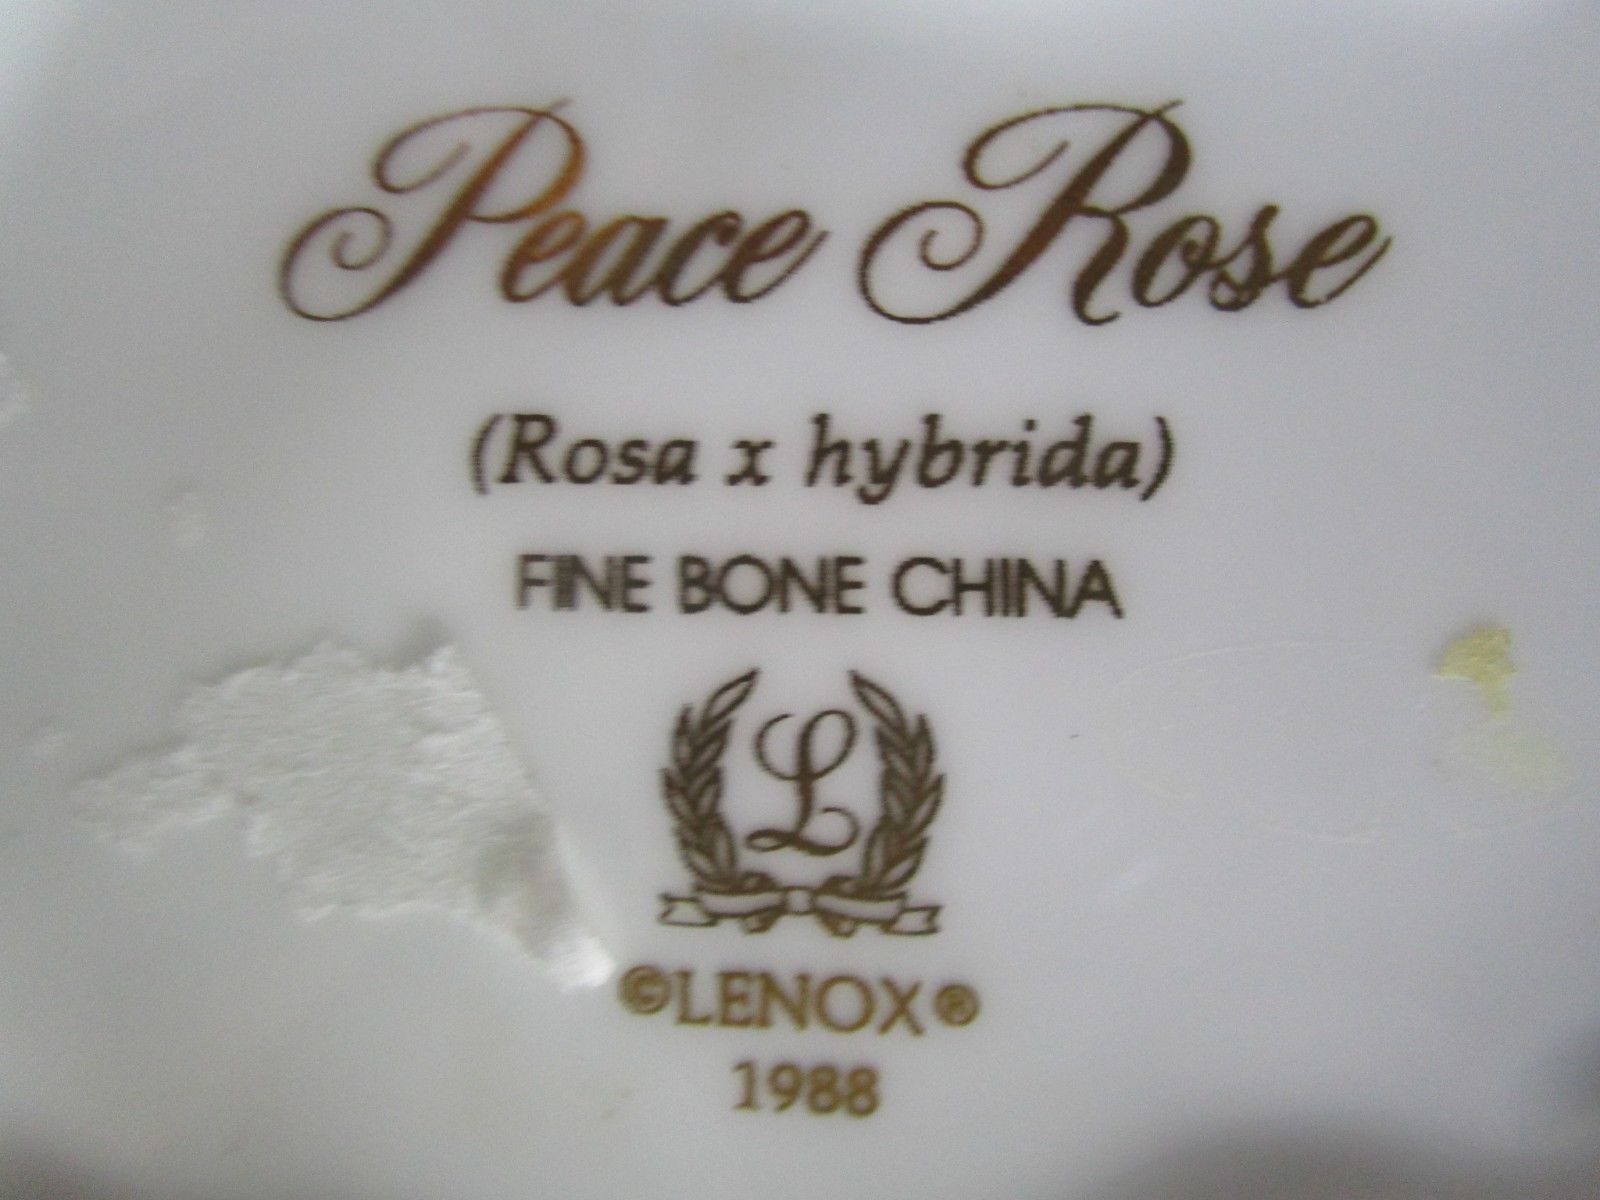 Peace Rose
(Rosa x hybrida)
FINE BONE CHINA
L
©LENOX®
1988